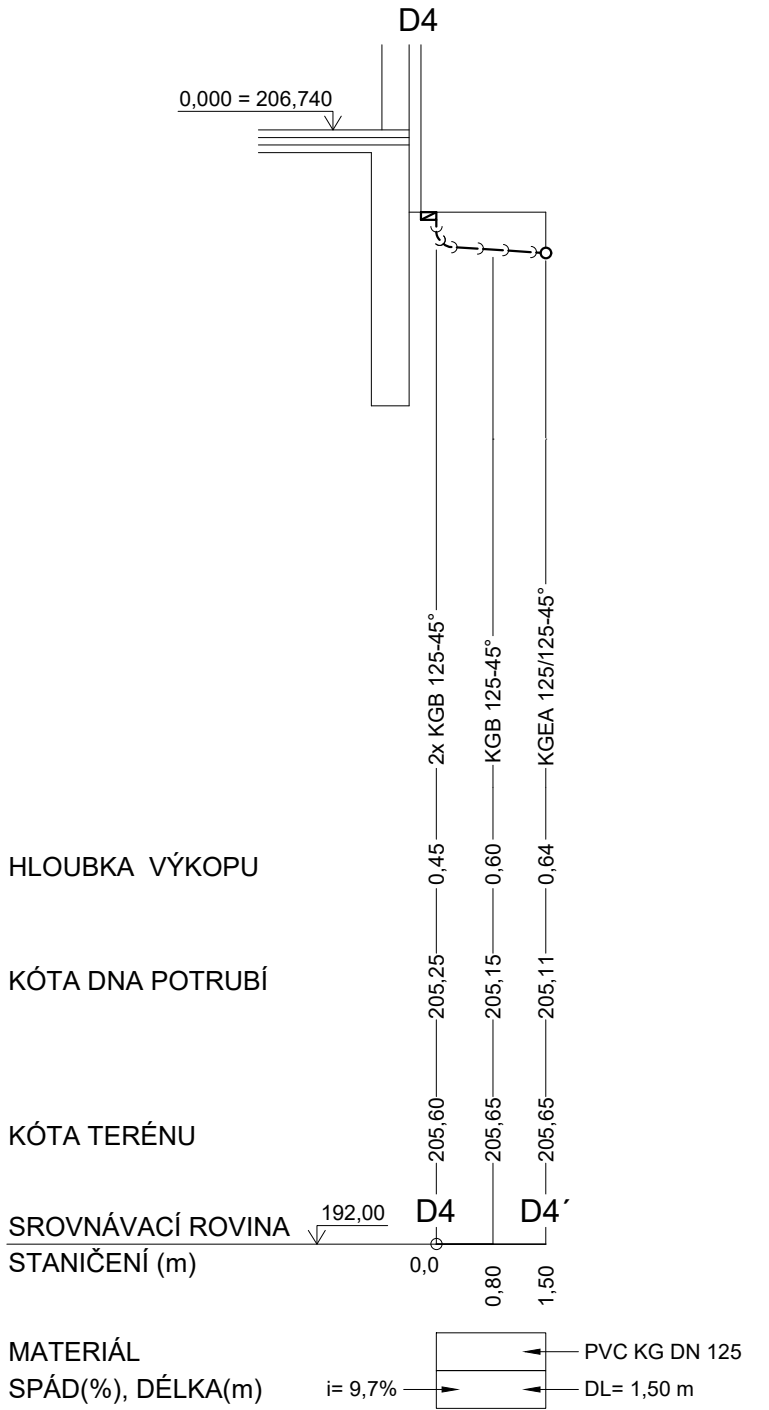 D4
0,000 = 206,740
2x KGB 125-45°
KGB 125-45°
KGEA 125/125-45°
HLOUBKA VÝKOPU
0,45
0,60
0,64
KÓTA DNA POTRUBÍ
205,25
205,15
205,11
KÓTA TERÉNU
205,60
205,65
205,65
SROVNÁVACÍ ROVINA
192,00
D4
D4´
STANIČENÍ (m)
0,0
0,80
1,50
MATERIÁL
PVC KG DN 125
SPÁD(%), DÉLKA(m)
i= 9,7%
DL= 1,50 m